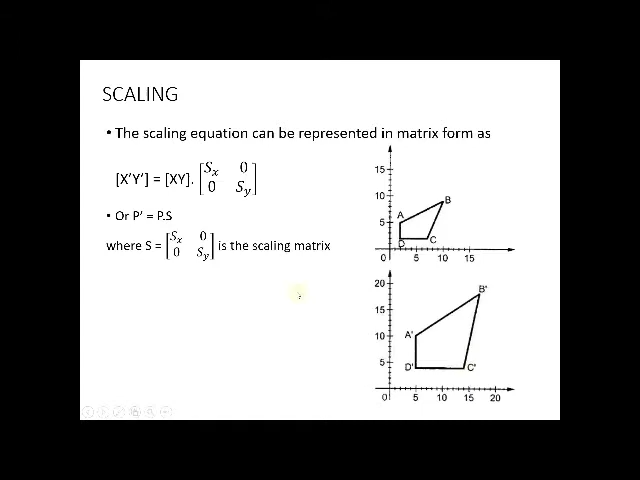 SCALING
• The scaling equation can be represented in matrix form as
[X'Y'] = [XY]. [Sx 0
0 Sy]
• Or P' = P.S
where S = [Sx 0
0 Sy] is the scaling matrix
15
10
5
0 5 10 15
A
B
C
D
20
15
10
5
0 5 10 15 20
A'
B'
C'
D'